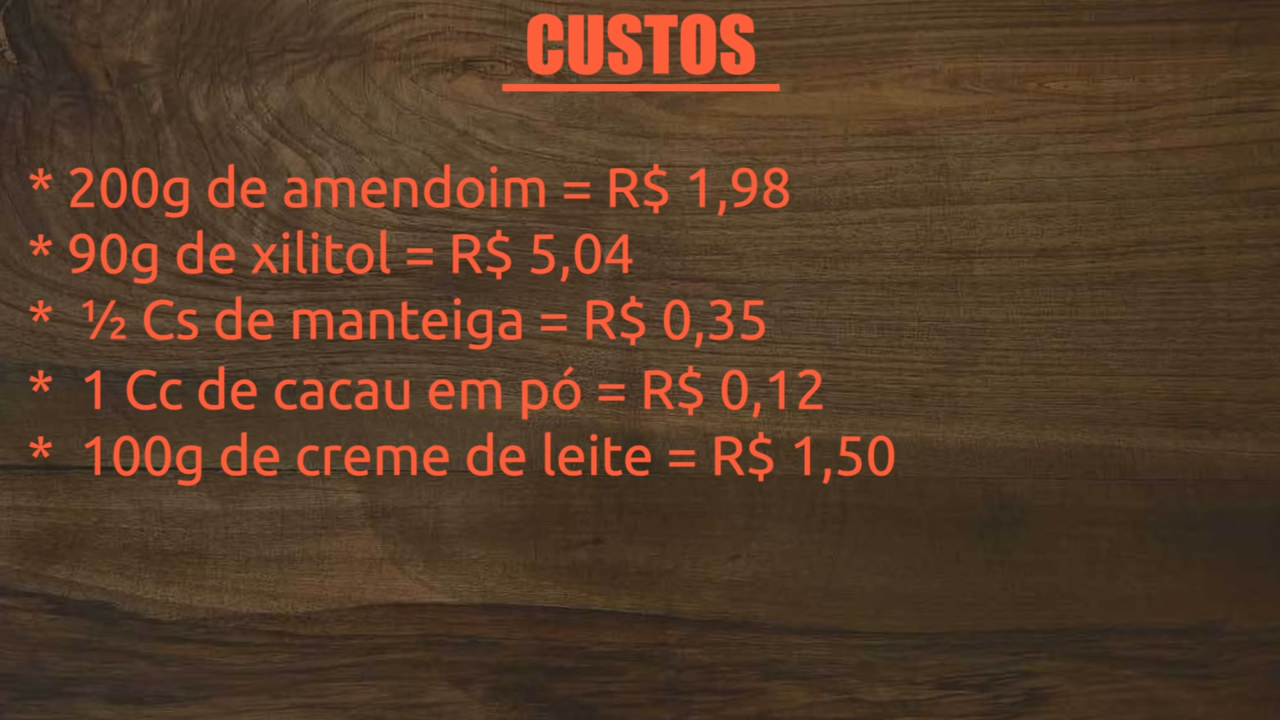 CUSTOS
* 200g de amendoim = R$ 1,98
* 90g de xilitol = R$ 5,04
* ½ Cs de manteiga = R$ 0,35
* 1 Cc de cacau em pó = R$ 0,12
* 100g de creme de leite = R$ 1,50